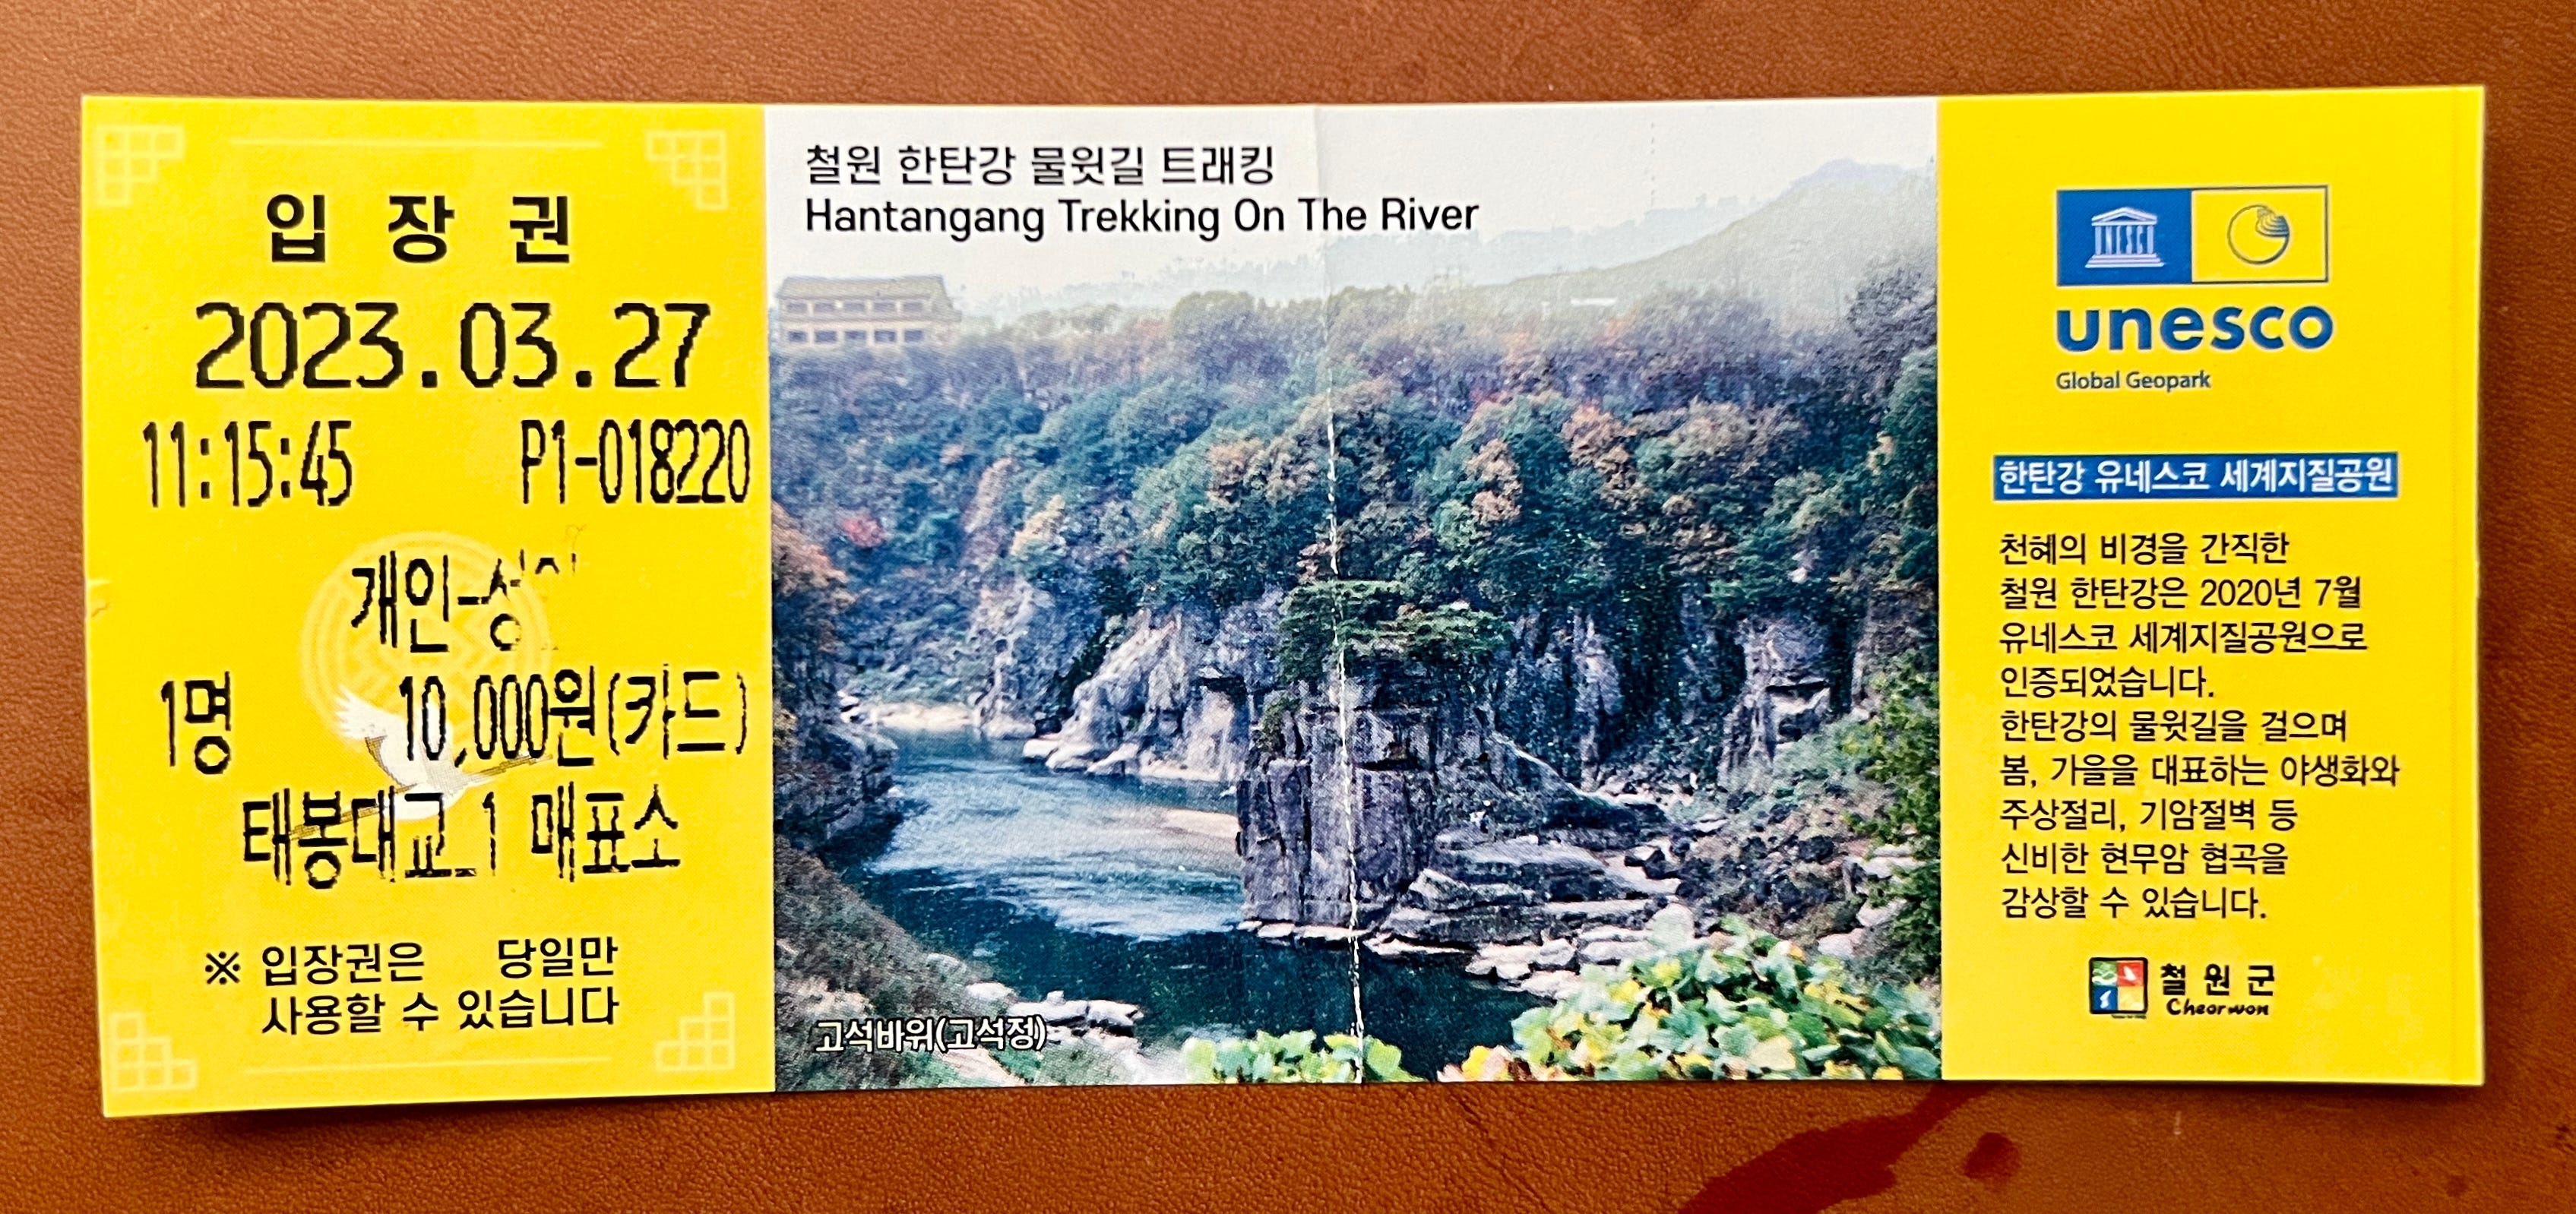 입 장 권
2023.03.27
11:15:45 P1-018220
개인-성
1명 10,000원(카드)
태봉대교_1 매표소
※ 입장권은 당일만
사용할 수 있습니다
철원 한탄강 물윗길 트래킹
Hantangang Trekking On The River
고석바위(고석정)
unesco
Global Geopark
한탄강 유네스코 세계지질공원
천혜의 비경을 간직한
철원 한탄강은 2020년 7월
유네스코 세계지질공원으로
인증되었습니다.
한탄강의 물윗길을 걸으며
봄, 가을을 대표하는 야생화와
주상절리, 기암절벽 등
신비한 현무암 협곡을
감상할 수 있습니다.
철원군
Cheorwon